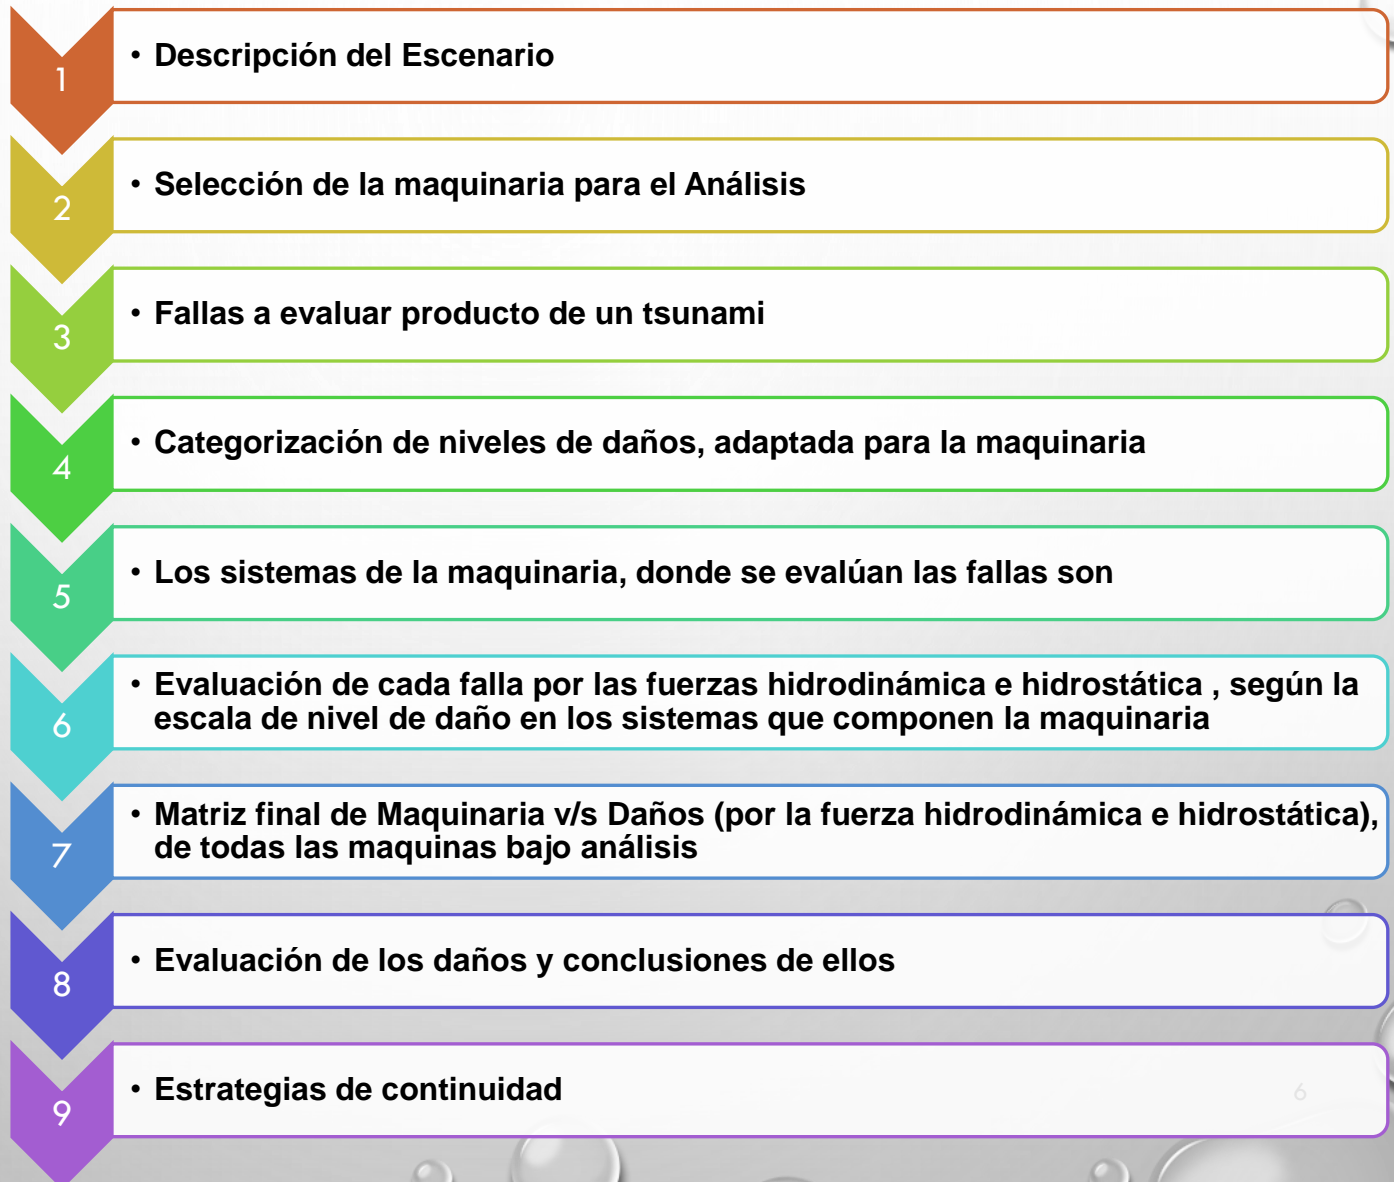 1
• Descripción del Escenario
2
• Selección de la maquinaria para el Análisis
3
• Fallas a evaluar producto de un tsunami
4
• Categorización de niveles de daños, adaptada para la maquinaria
5
• Los sistemas de la maquinaria, donde se evalúan las fallas son
6
• Evaluación de cada falla por las fuerzas hidrodinámica e hidrostática , según la
escala de nivel de daño en los sistemas que componen la maquinaria
7
• Matriz final de Maquinaria v/s Daños (por la fuerza hidrodinámica e hidrostática),
de todas las maquinas bajo análisis
8
• Evaluación de los daños y conclusiones de ellos
9
• Estrategias de continuidad
6